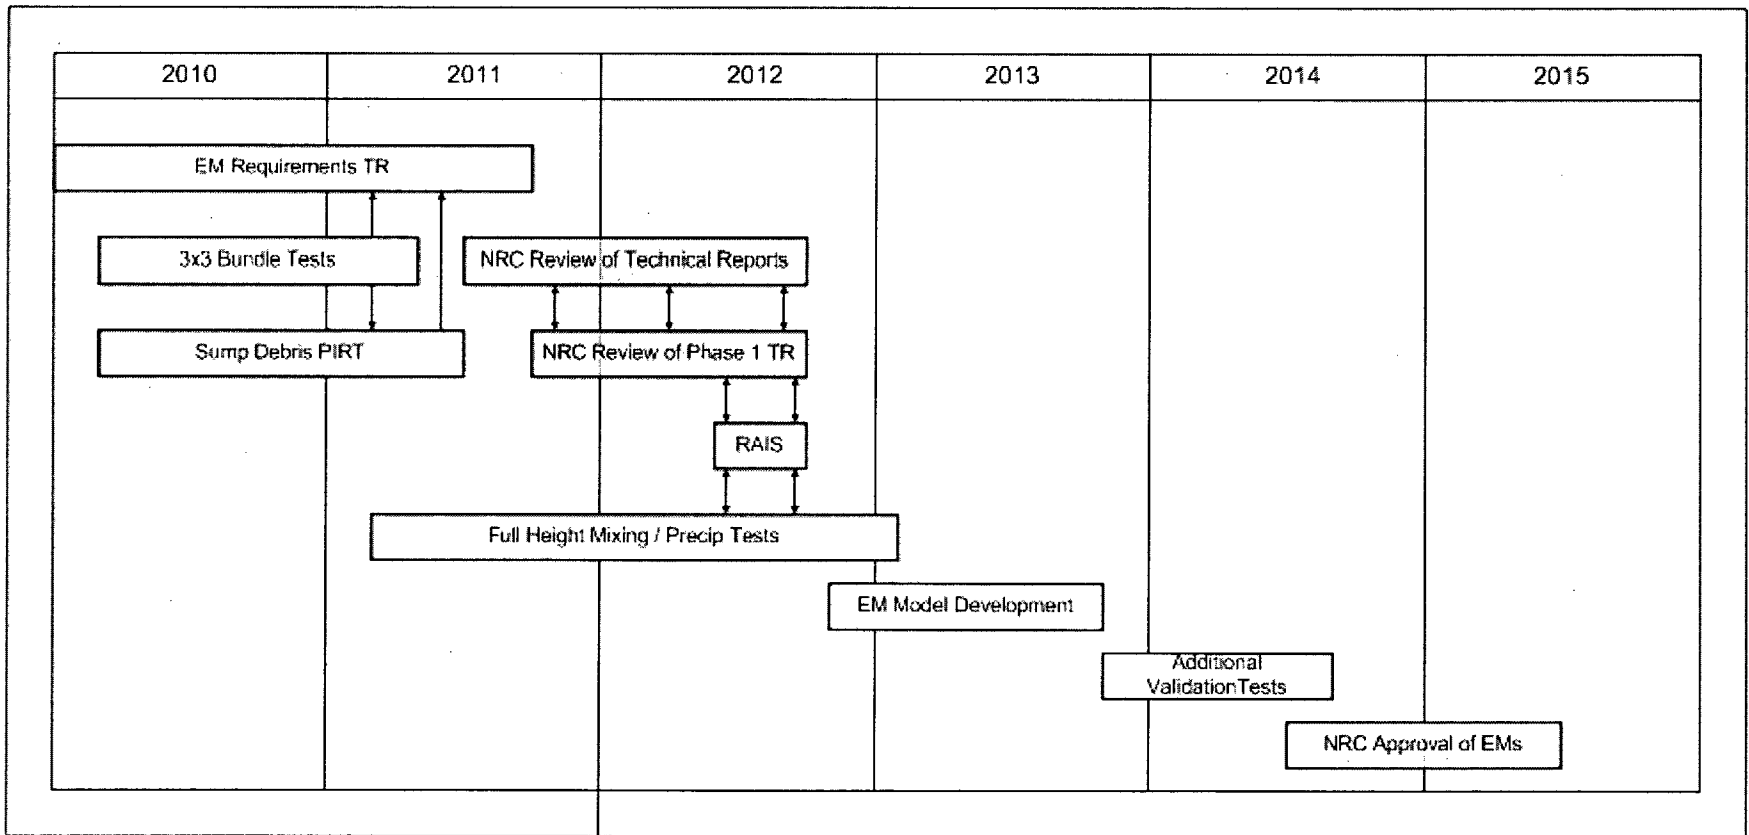 2010 2011 2012 2013 2014 2015
EM Requirements TR
3x3 Bundle Tests
NRC Review of Technical Reports
Sump Debris PIRT
NRC Review of Phase 1 TR
RAIS
Full Height Mixing / Precip Tests
EM Model Development
Additional
ValidationTests
NRC Approval of EMs